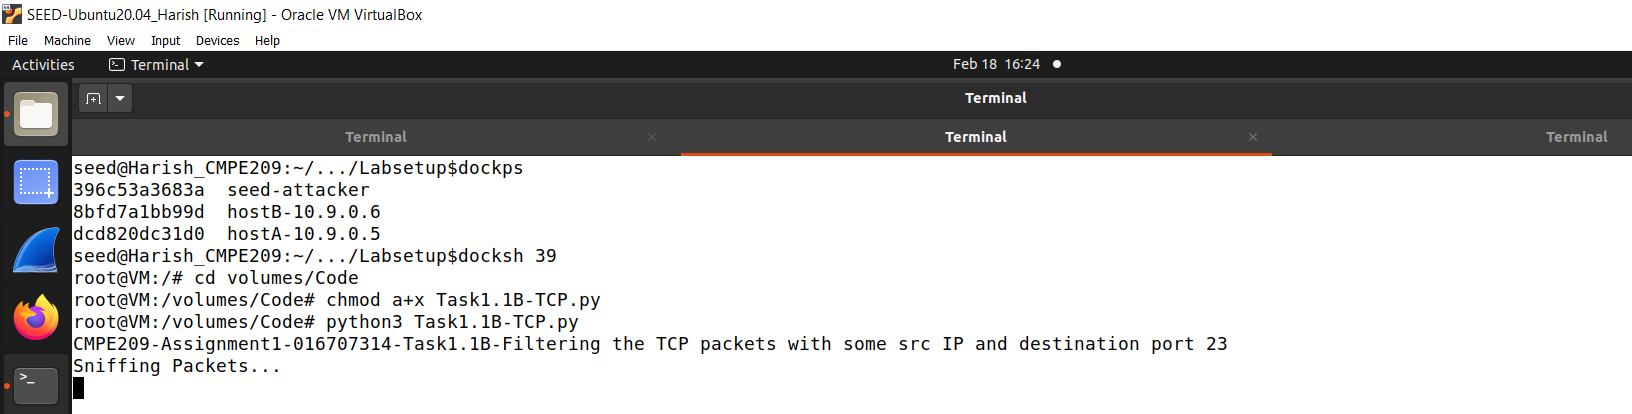 SEED-Ubuntu20.04_Harish [Running] - Oracle VM VirtualBox
File Machine View Input Devices Help
Activities Terminal Feb 18 16:24
Terminal
Terminal × Terminal × Terminal
seed@Harish_CMPE209:~/.../Labsetup$dockps
396c53a3683a  seed-attacker
8bfd7a1bb99d  hostB-10.9.0.6
dcd820dc31d0  hostA-10.9.0.5
seed@Harish_CMPE209:~/.../Labsetup$docksh 39
root@VM:/# cd volumes/Code
root@VM:/volumes/Code# chmod a+x Task1.1B-TCP.py
root@VM:/volumes/Code# python3 Task1.1B-TCP.py
CMPE209-Assignment1-016707314-Task1.1B-Filtering the TCP packets with some src IP and destination port 23
Sniffing Packets...